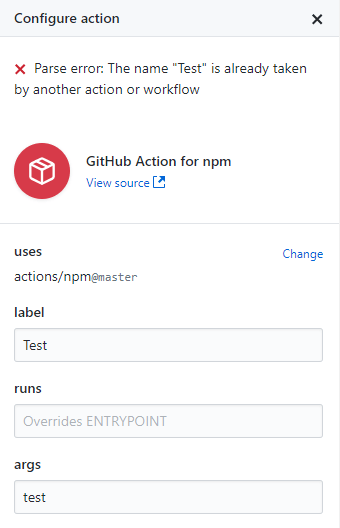 Configure action
Parse error: The name "Test" is already taken
by another action or workflow
GitHub Action for npm
View source
uses
Change
actions/npm@master
label
Test
runs
Overrides ENTRYPOINT
args
test